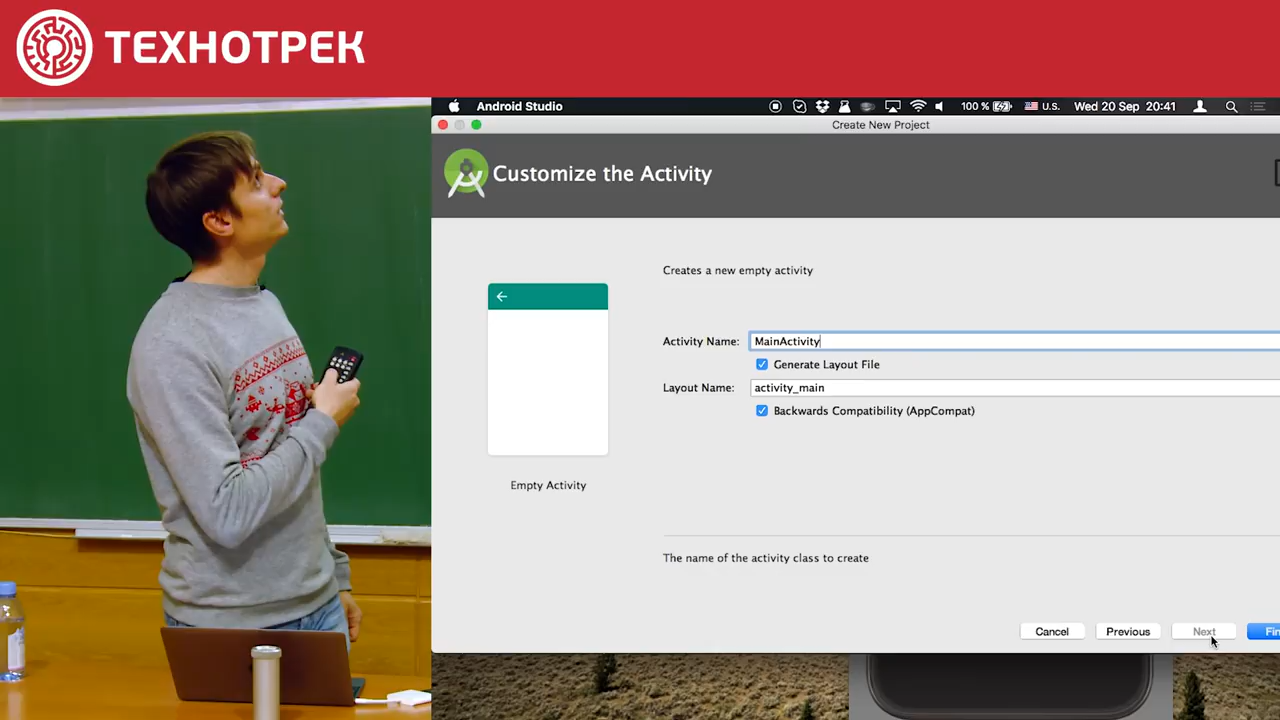 ТЕХНОТРЕК
Android Studio
100 %
U.S.
Wed 20 Sep 20:41
Create New Project
Customize the Activity
Creates a new empty activity
Activity Name: MainActivity
Generate Layout File
Layout Name: activity_main
Backwards Compatibility (AppCompat)
Empty Activity
The name of the activity class to create
Cancel
Previous
Next
Fin